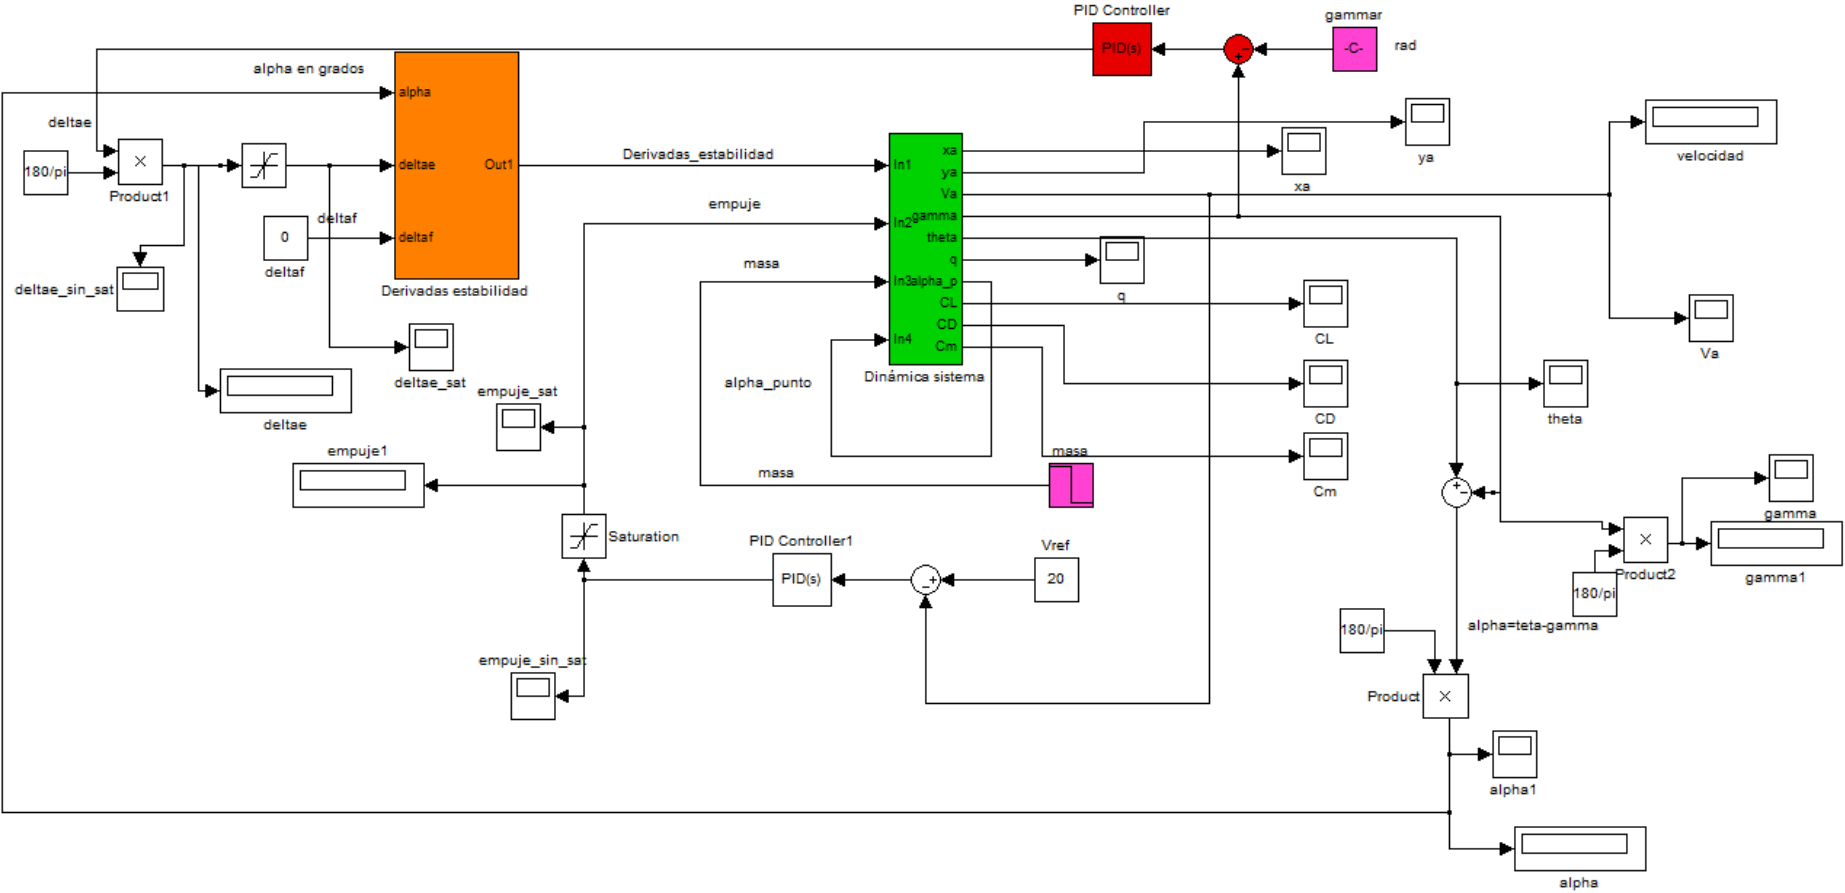 PID Controller
gammar
PID(s)
-C-
rad
alpha en grados
alpha
deltae
180/pi
Product1
deltae
Out1
Derivadas_estabilidad
In1
xa
ya
Va
gamma
theta
q
alpha_p
CL
CD
Cm
In2
In3
In4
Dinámica sistema
xa
ya
velocidad
empuje
deltaf
0
deltaf
deltaf
Derivadas estabilidad
deltae_sin_sat
masa
q
CL
Va
deltae_sat
deltae
alpha_punto
CD
theta
empuje_sat
empuje1
masa
masa
Cm
gamma
Saturation
PID Controller1
PID(s)
Vref
20
Product2
gamma1
180/pi
alpha=teta-gamma
180/pi
empuje_sin_sat
Product
alpha1
alpha